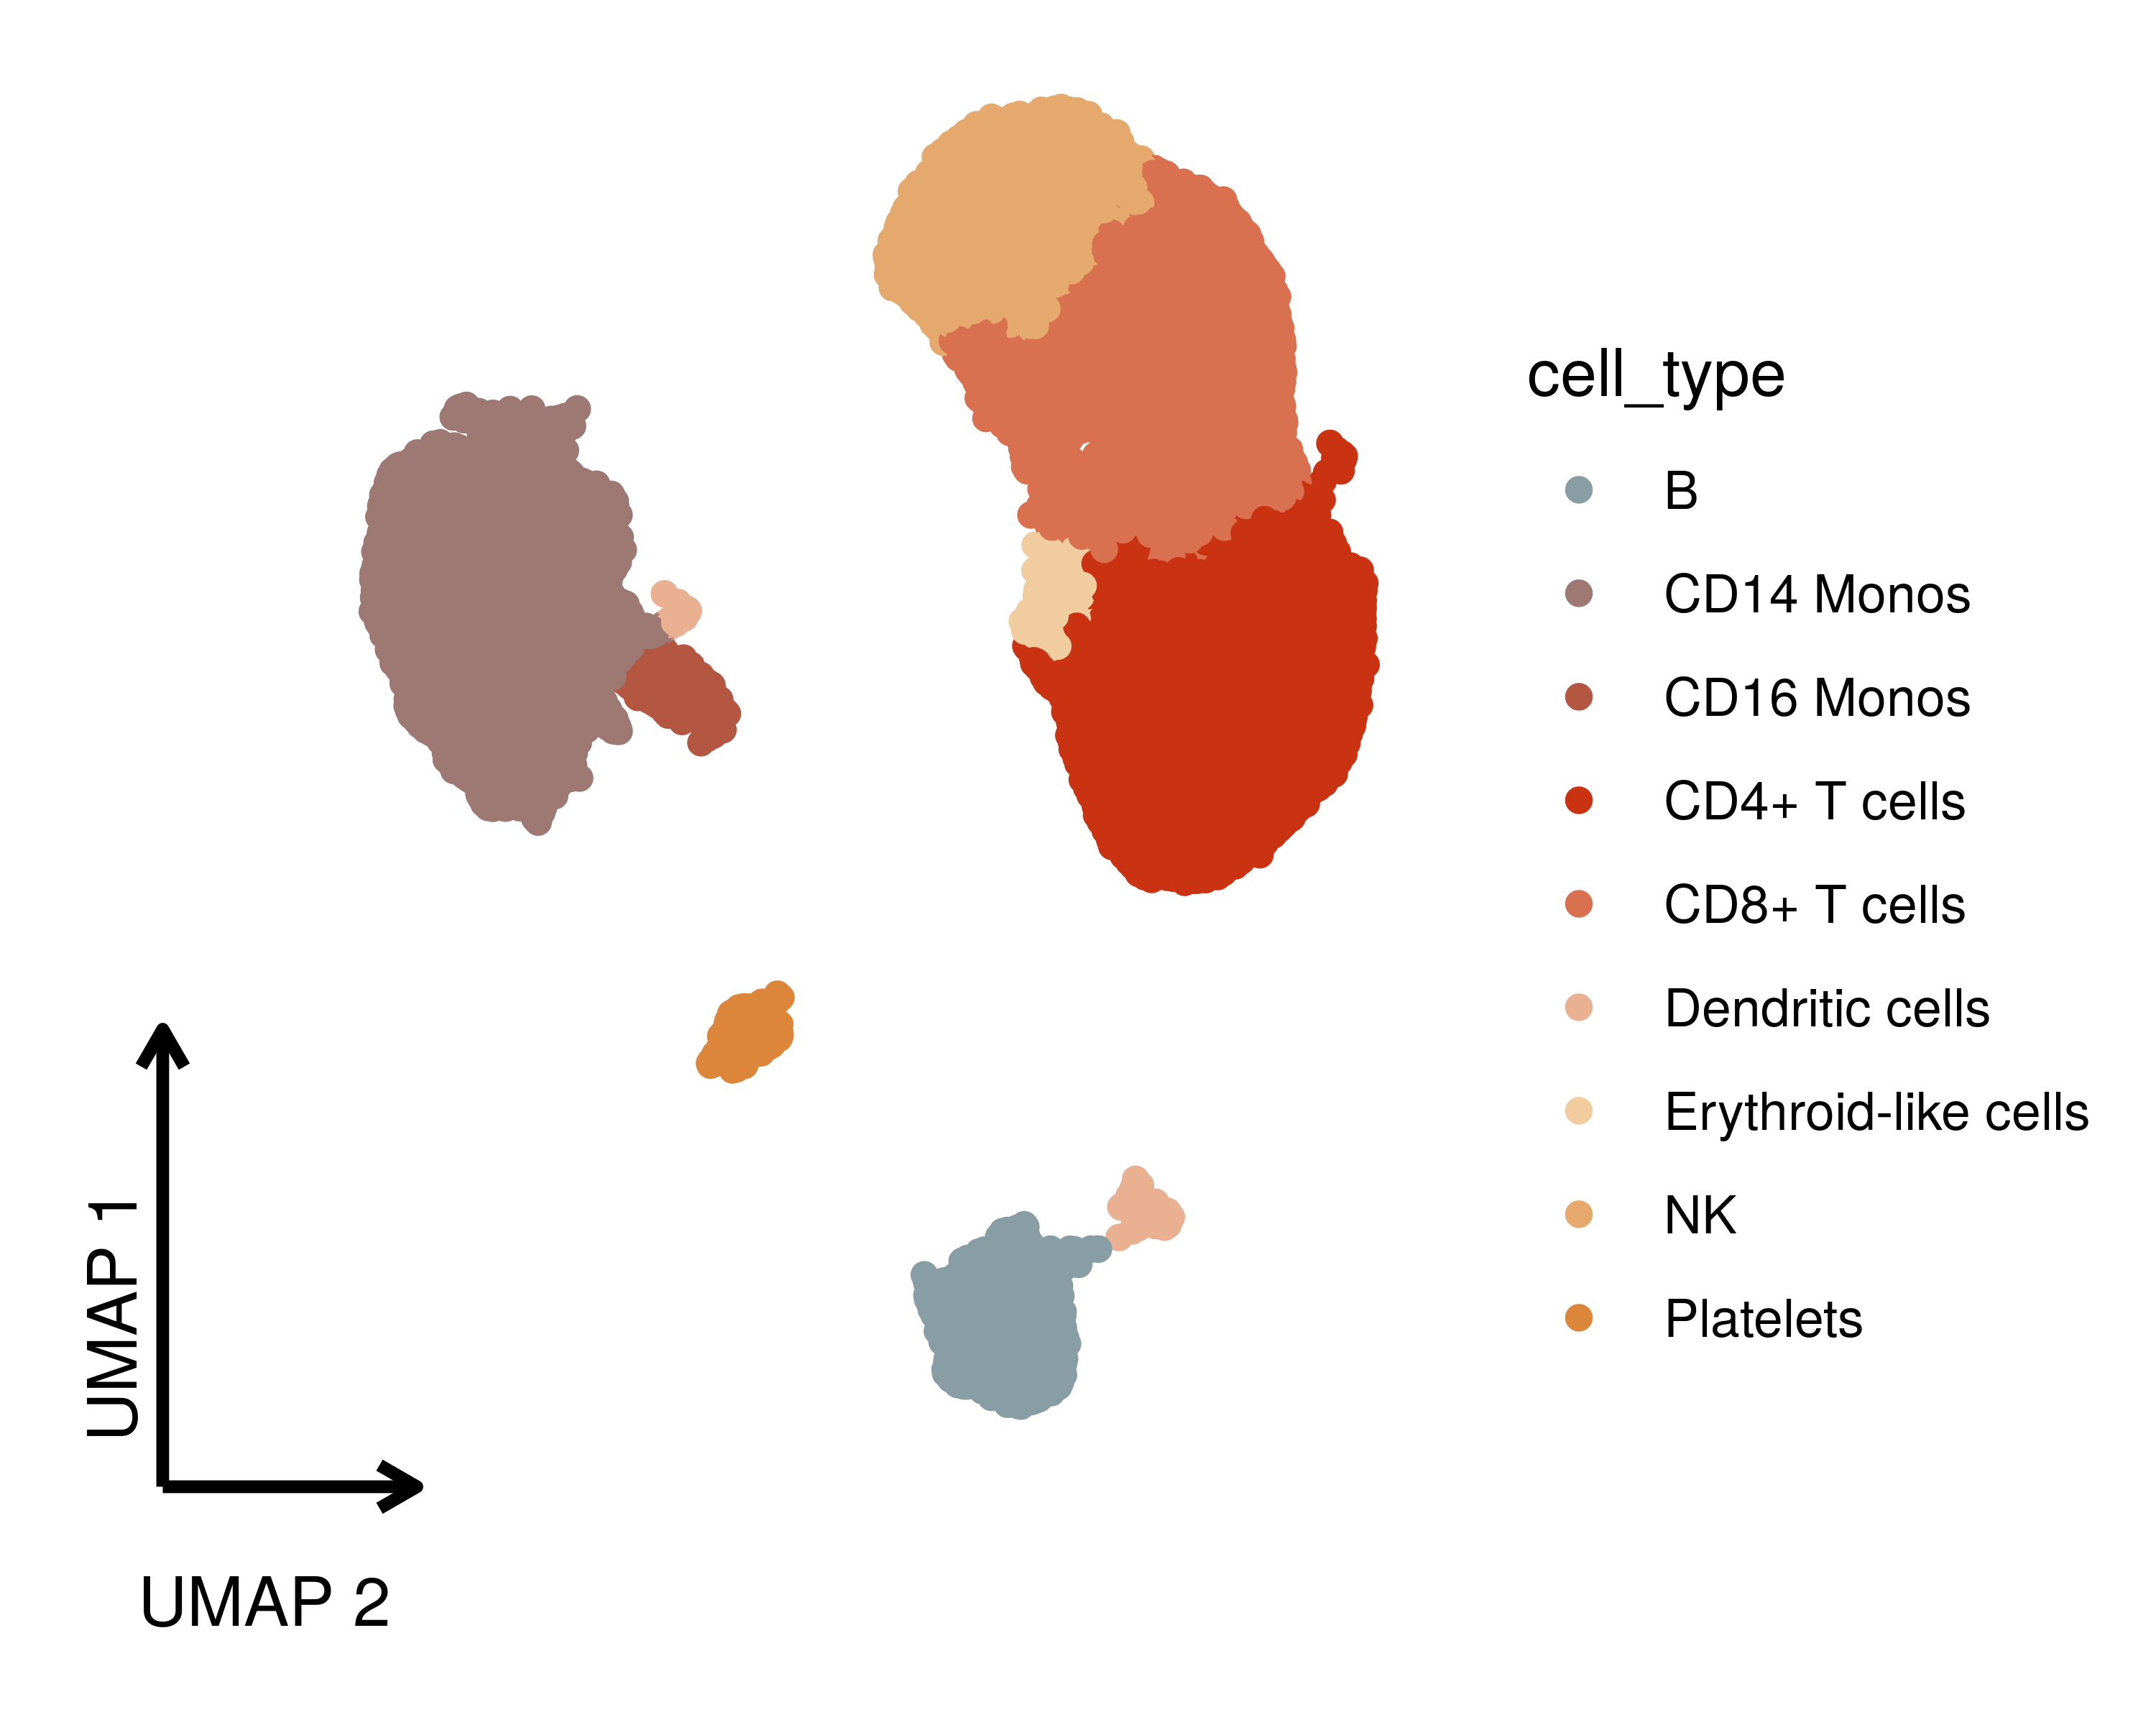 cell_type
B
CD14 Monos
CD16 Monos
CD4+ T cells
CD8+ T cells
Dendritic cells
Erythroid-like cells
NK
Platelets
UMAP 1
UMAP 2